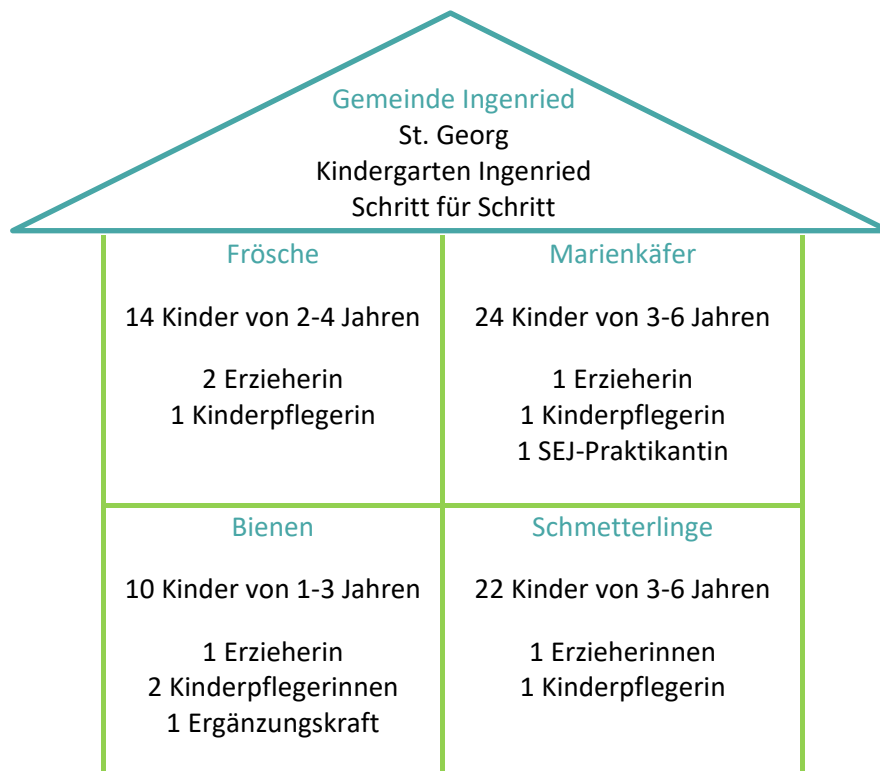 Gemeinde Ingenried
St. Georg
Kindergarten Ingenried
Schritt für Schritt
Frösche
14 Kinder von 2-4 Jahren
2 Erzieherin
1 Kinderpflegerin
Marienkäfer
24 Kinder von 3-6 Jahren
1 Erzieherin
1 Kinderpflegerin
1 SEJ-Praktikantin
Bienen
10 Kinder von 1-3 Jahren
1 Erzieherin
2 Kinderpflegerinnen
1 Ergänzungskraft
Schmetterlinge
22 Kinder von 3-6 Jahren
1 Erzieherinnen
1 Kinderpflegerin